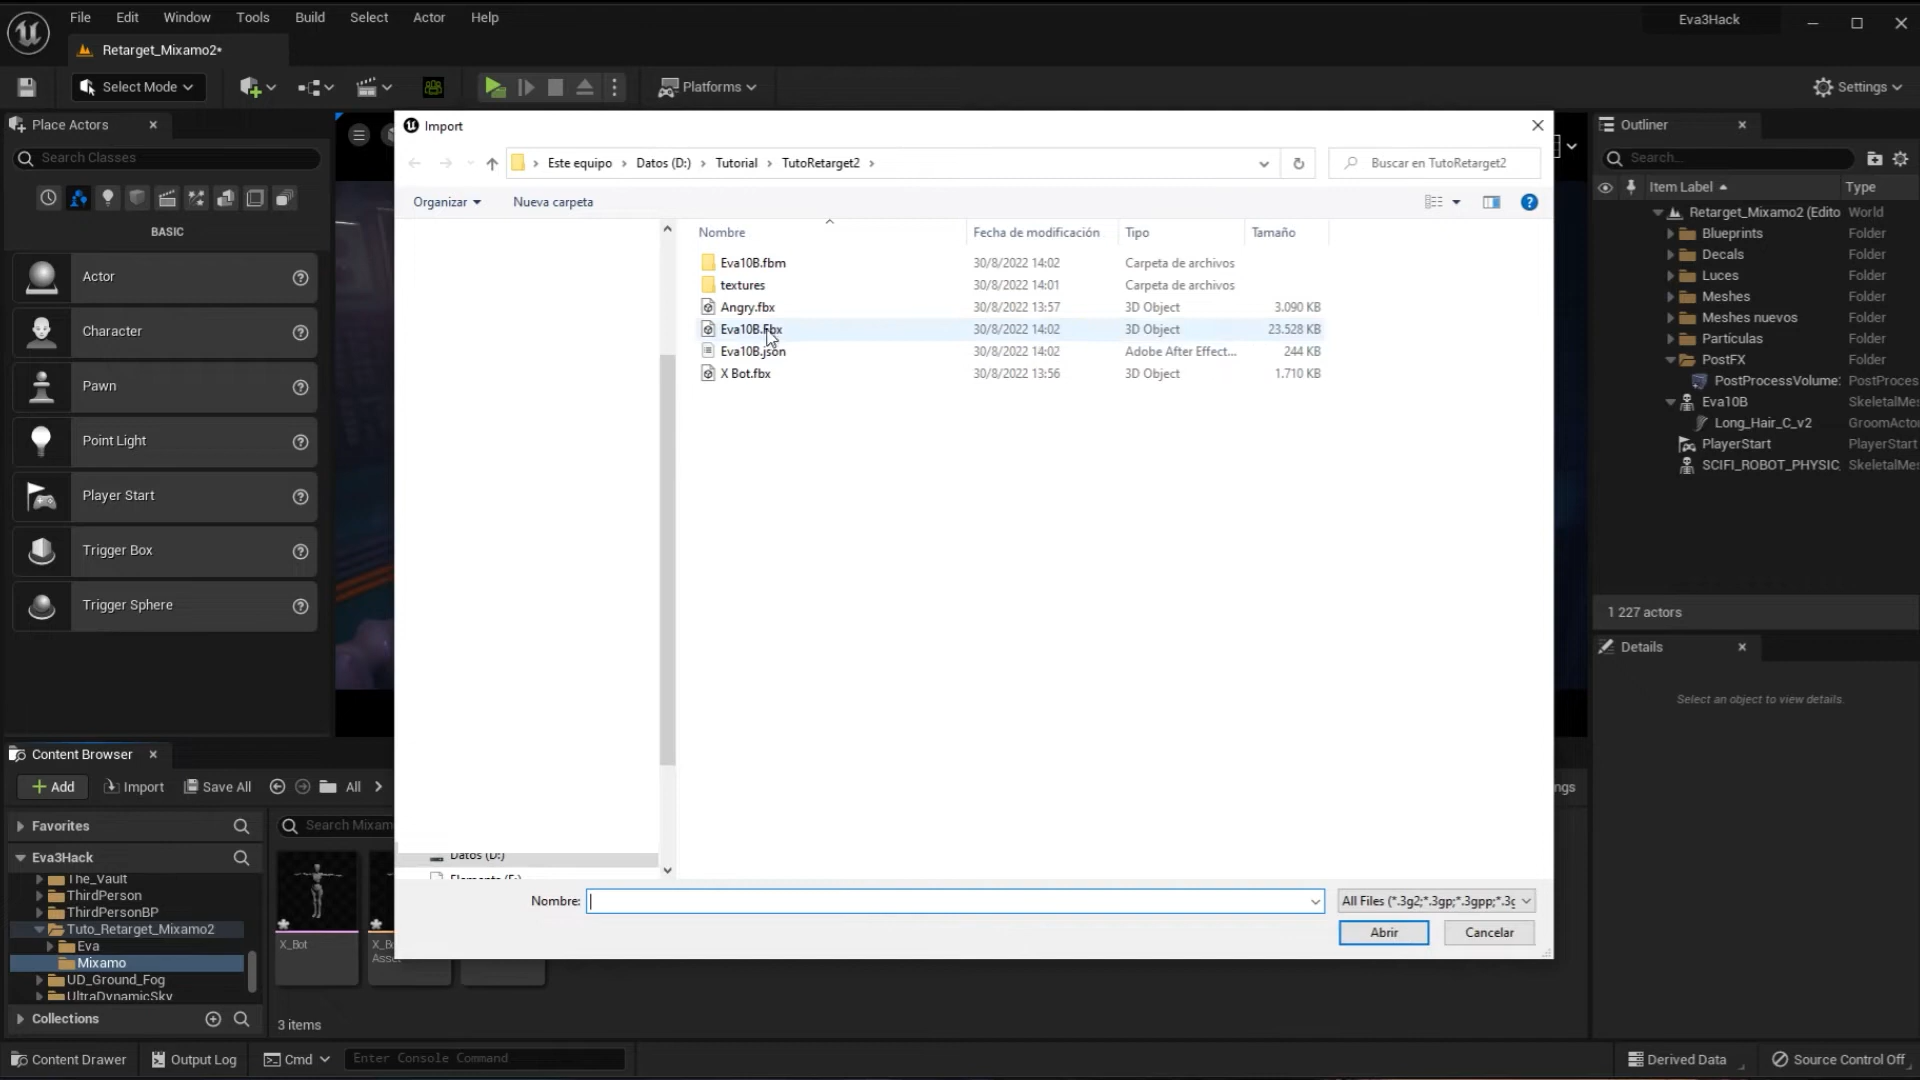 File Edit Window Tools Build Select Actor Help
Eva3Hack
Retarget_Mixamo2*
Select Mode
Platforms
Settings
Place Actors
Search Classes
BASIC
Actor
Character
Pawn
Point Light
Player Start
Trigger Box
Trigger Sphere
Import
Este equipo
Datos (D:)
Tutorial
TutoRetarget2
Buscar en TutoRetarget2
Organizar
Nueva carpeta
Nombre Fecha de modificación Tipo Tamaño
Eva10B.fbm 30/8/2022 14:02 Carpeta de archivos
textures 30/8/2022 14:01 Carpeta de archivos
Angry.fbx 30/8/2022 13:57 3D Object 3.090 KB
Eva10B.Fbx 30/8/2022 14:02 3D Object 23.528 KB
Eva10B.json 30/8/2022 14:02 Adobe After Effect... 244 KB
X Bot.fbx 30/8/2022 13:56 3D Object 1.710 KB
Datos (D:)
Nombre:
All Files (*.3g2;*.3gp;*.3gpp;*.3g
Abrir
Cancelar
Outliner
Search...
Item Label Type
Retarget_Mixamo2 (Edito World
Blueprints Folder
Decals Folder
Luces Folder
Meshes Folder
Meshes nuevos Folder
Particulas Folder
PostFX Folder
PostProcessVolume: PostProces
Eva10B SkeletalMes
Long_Hair_C_v2 GroomActo
PlayerStart PlayerStart
SCIFI_ROBOT_PHYSIC_ SkeletalMes
1 227 actors
Details
Select an object to view details.
Content Browser
Add
Import
Save All
All
ngs
Favorites
Search Mixam
Eva3Hack
The_Vault
ThirdPerson
ThirdPersonBP
Tuto_Retarget_Mixamo2
Eva
Mixamo
UD_Ground_Fog
UltraDynamicSky
Collections
X_Bot
3 items
Content Drawer
Output Log
Cmd
Enter Console Command
Derived Data
Source Control Off